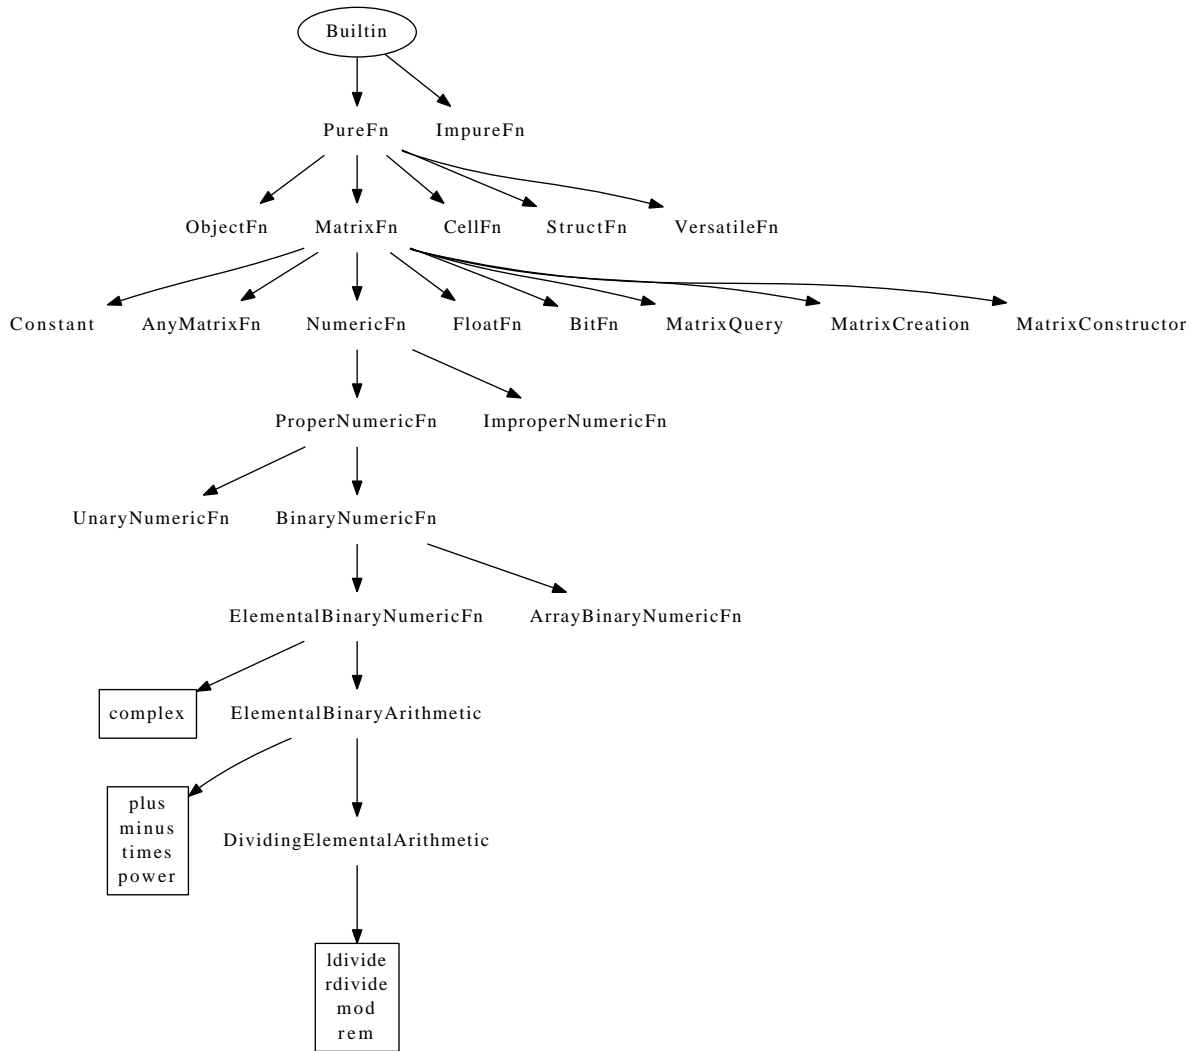 Builtin
PureFn ImpureFn
ObjectFn MatrixFn CellFn StructFn VersatileFn
Constant AnyMatrixFn NumericFn FloatFn BitFn MatrixQuery MatrixCreation MatrixConstructor
ProperNumericFn ImproperNumericFn
UnaryNumericFn BinaryNumericFn
ElementalBinaryNumericFn ArrayBinaryNumericFn
complex ElementalBinaryArithmetic
plus
minus
times
power
DividingElementalArithmetic
ldivide
rdivide
mod
rem